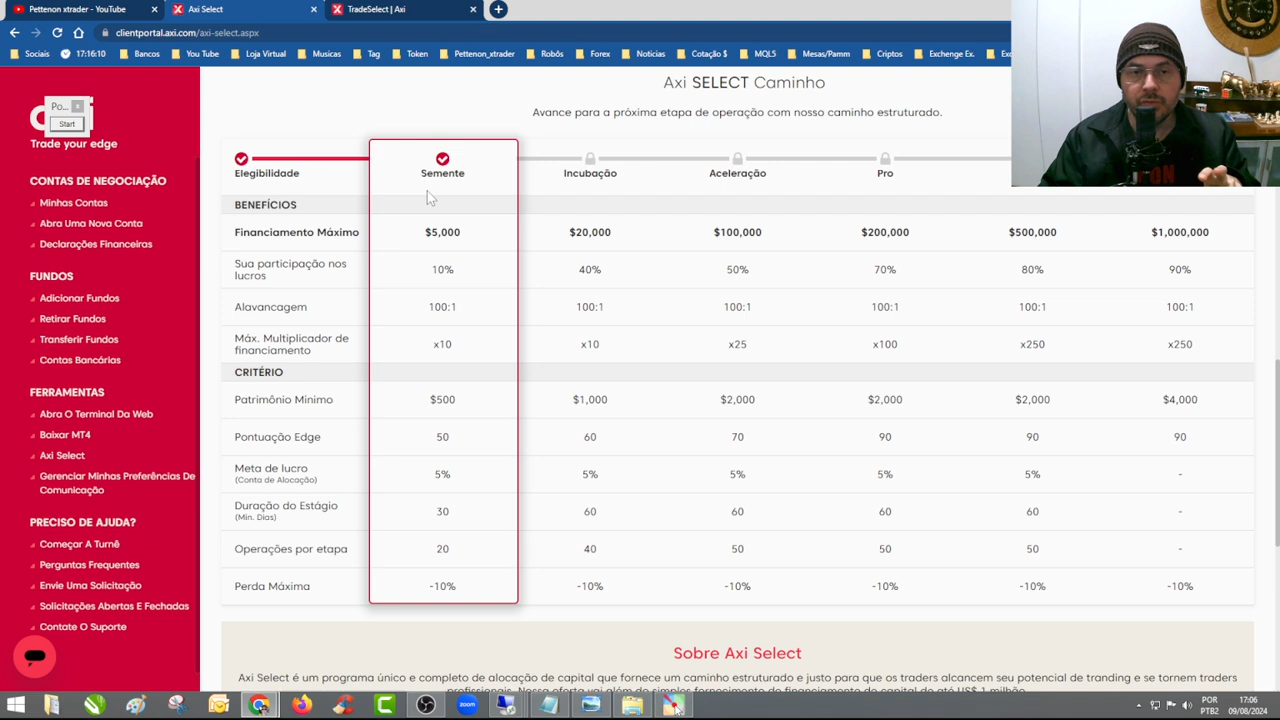 Pettenon xtrader - YouTube
Axi Select
TradeSelect | Axi
clientportal.axi.com/axi-select.aspx
Sociais
17:16:10
Bancos
You Tube
Loja Virtual
Musicas
Tag
Token
Pettenon_xtrader
Robôs
Forex
Notícias
Cotação $
MQL5
Mesas/Pamm
Criptos
Exchenge Ex.
Po...
Start
Trade your edge
CONTAS DE NEGOCIAÇÃO
Minhas Contas
Abra Uma Nova Conta
Declarações Financeiras
FUNDOS
Adicionar Fundos
Retirar Fundos
Transferir Fundos
Contas Bancárias
FERRAMENTAS
Abra O Terminal Da Web
Baixar MT4
Axi Select
Gerenciar Minhas Preferências De
Comunicação
PRECISO DE AJUDA?
Começar A Turnê
Perguntas Frequentes
Envie Uma Solicitação
Solicitações Abertas E Fechadas
Contate O Suporte
Axi SELECT Caminho
Avance para a próxima etapa de operação com nosso caminho estruturado.
Elegibilidade Semente Incubação Aceleração Pro
BENEFÍCIOS
Financiamento Máximo $5,000 $20,000 $100,000 $200,000 $500,000 $1,000,000
Sua participação nos
lucros 10% 40% 50% 70% 80% 90%
Alavancagem 100:1 100:1 100:1 100:1 100:1 100:1
Máx. Multiplicador de
financiamento x10 x10 x25 x100 x250 x250
CRITÉRIO
Patrimônio Minimo $500 $1,000 $2,000 $2,000 $2,000 $4,000
Pontuação Edge 50 60 70 90 90 90
Meta de lucro 5% 5% 5% 5% 5% -
(Conta de Alocação)
Duração do Estágio 30 60 60 60 60 -
(Min. Dias)
Operações por etapa 20 40 50 50 50 -
Perda Máxima -10% -10% -10% -10% -10% -10%
Sobre Axi Select
Axi Select é um programa único e completo de alocação de capital que fornece um caminho estruturado e justo para que os traders alcancem seu potencial de tranding e se tornem traders
zoom
POR
PTB2
17:06
09/08/2024